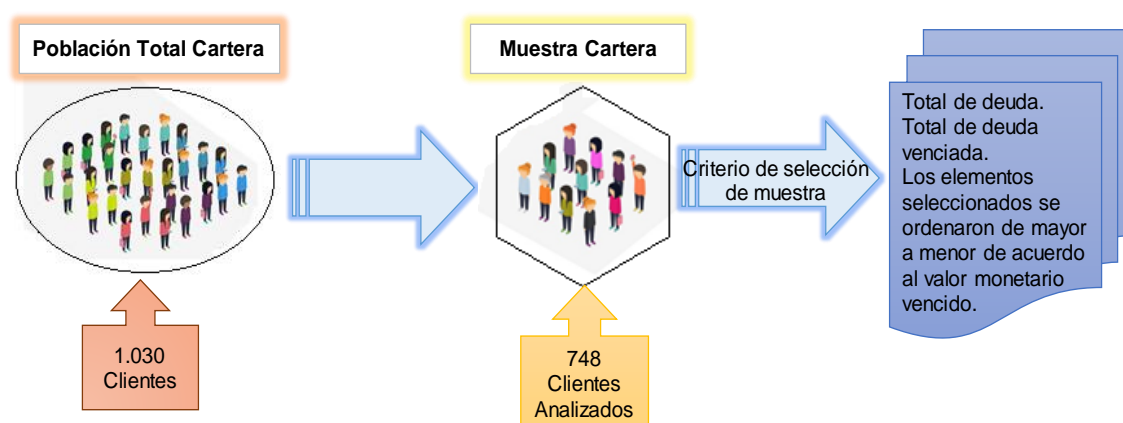 Población Total Cartera
Muestra Cartera
Criterio de selección
de muestra
Total de deuda.
Total de deuda
venciada.
Los elementos
seleccionados se
ordenaron de mayor
a menor de acuerdo
al valor monetario
vencido.
1.030
Clientes
748
Clientes
Analizados